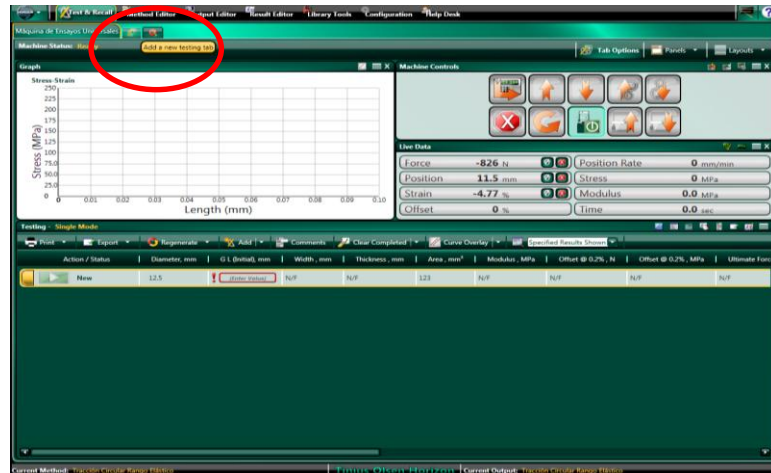 Test & Recall Method Editor Output Editor Result Editor Library Tools Configuration Help Desk
Máquina de Ensayos Universales
Add a new testing tab
Machine Status: Ready
Tab Options Panels Layouts
Graph
Stress-Strain
250
225
200
175
150
125
100
75.0
50.0
25.0
0
Stress (MPa)
0 0.01 0.02 0.03 0.04 0.05 0.06 0.07 0.08 0.09 0.10
Length (mm)
Machine Controls
Live Data
Force -826 N Position Rate 0 mm/min
Position 11.5 mm Stress 0 MPa
Strain -4.77 % Modulus 0.0 MPa
Offset 0 % Time 0.0 sec
Testing - Single Mode
Print Export Regenerate Add Comments Clear Completed Curve Overlay Specified Results Shown
Action / Status Diameter, mm G L (Initial), mm Width , mm Thickness , mm Area , mm² Modulus , MPa Offset @ 0.2% , N Offset @ 0.2% , MPa Ultimate Forc
New 12.5 ! (Enter Value) N/F N/F 123 N/F N/F N/F N/F
Current Method: Tracción Circular Rango Elástico Tinius Olsen Horizon Current Output: Tracción Circular Rango Elástico